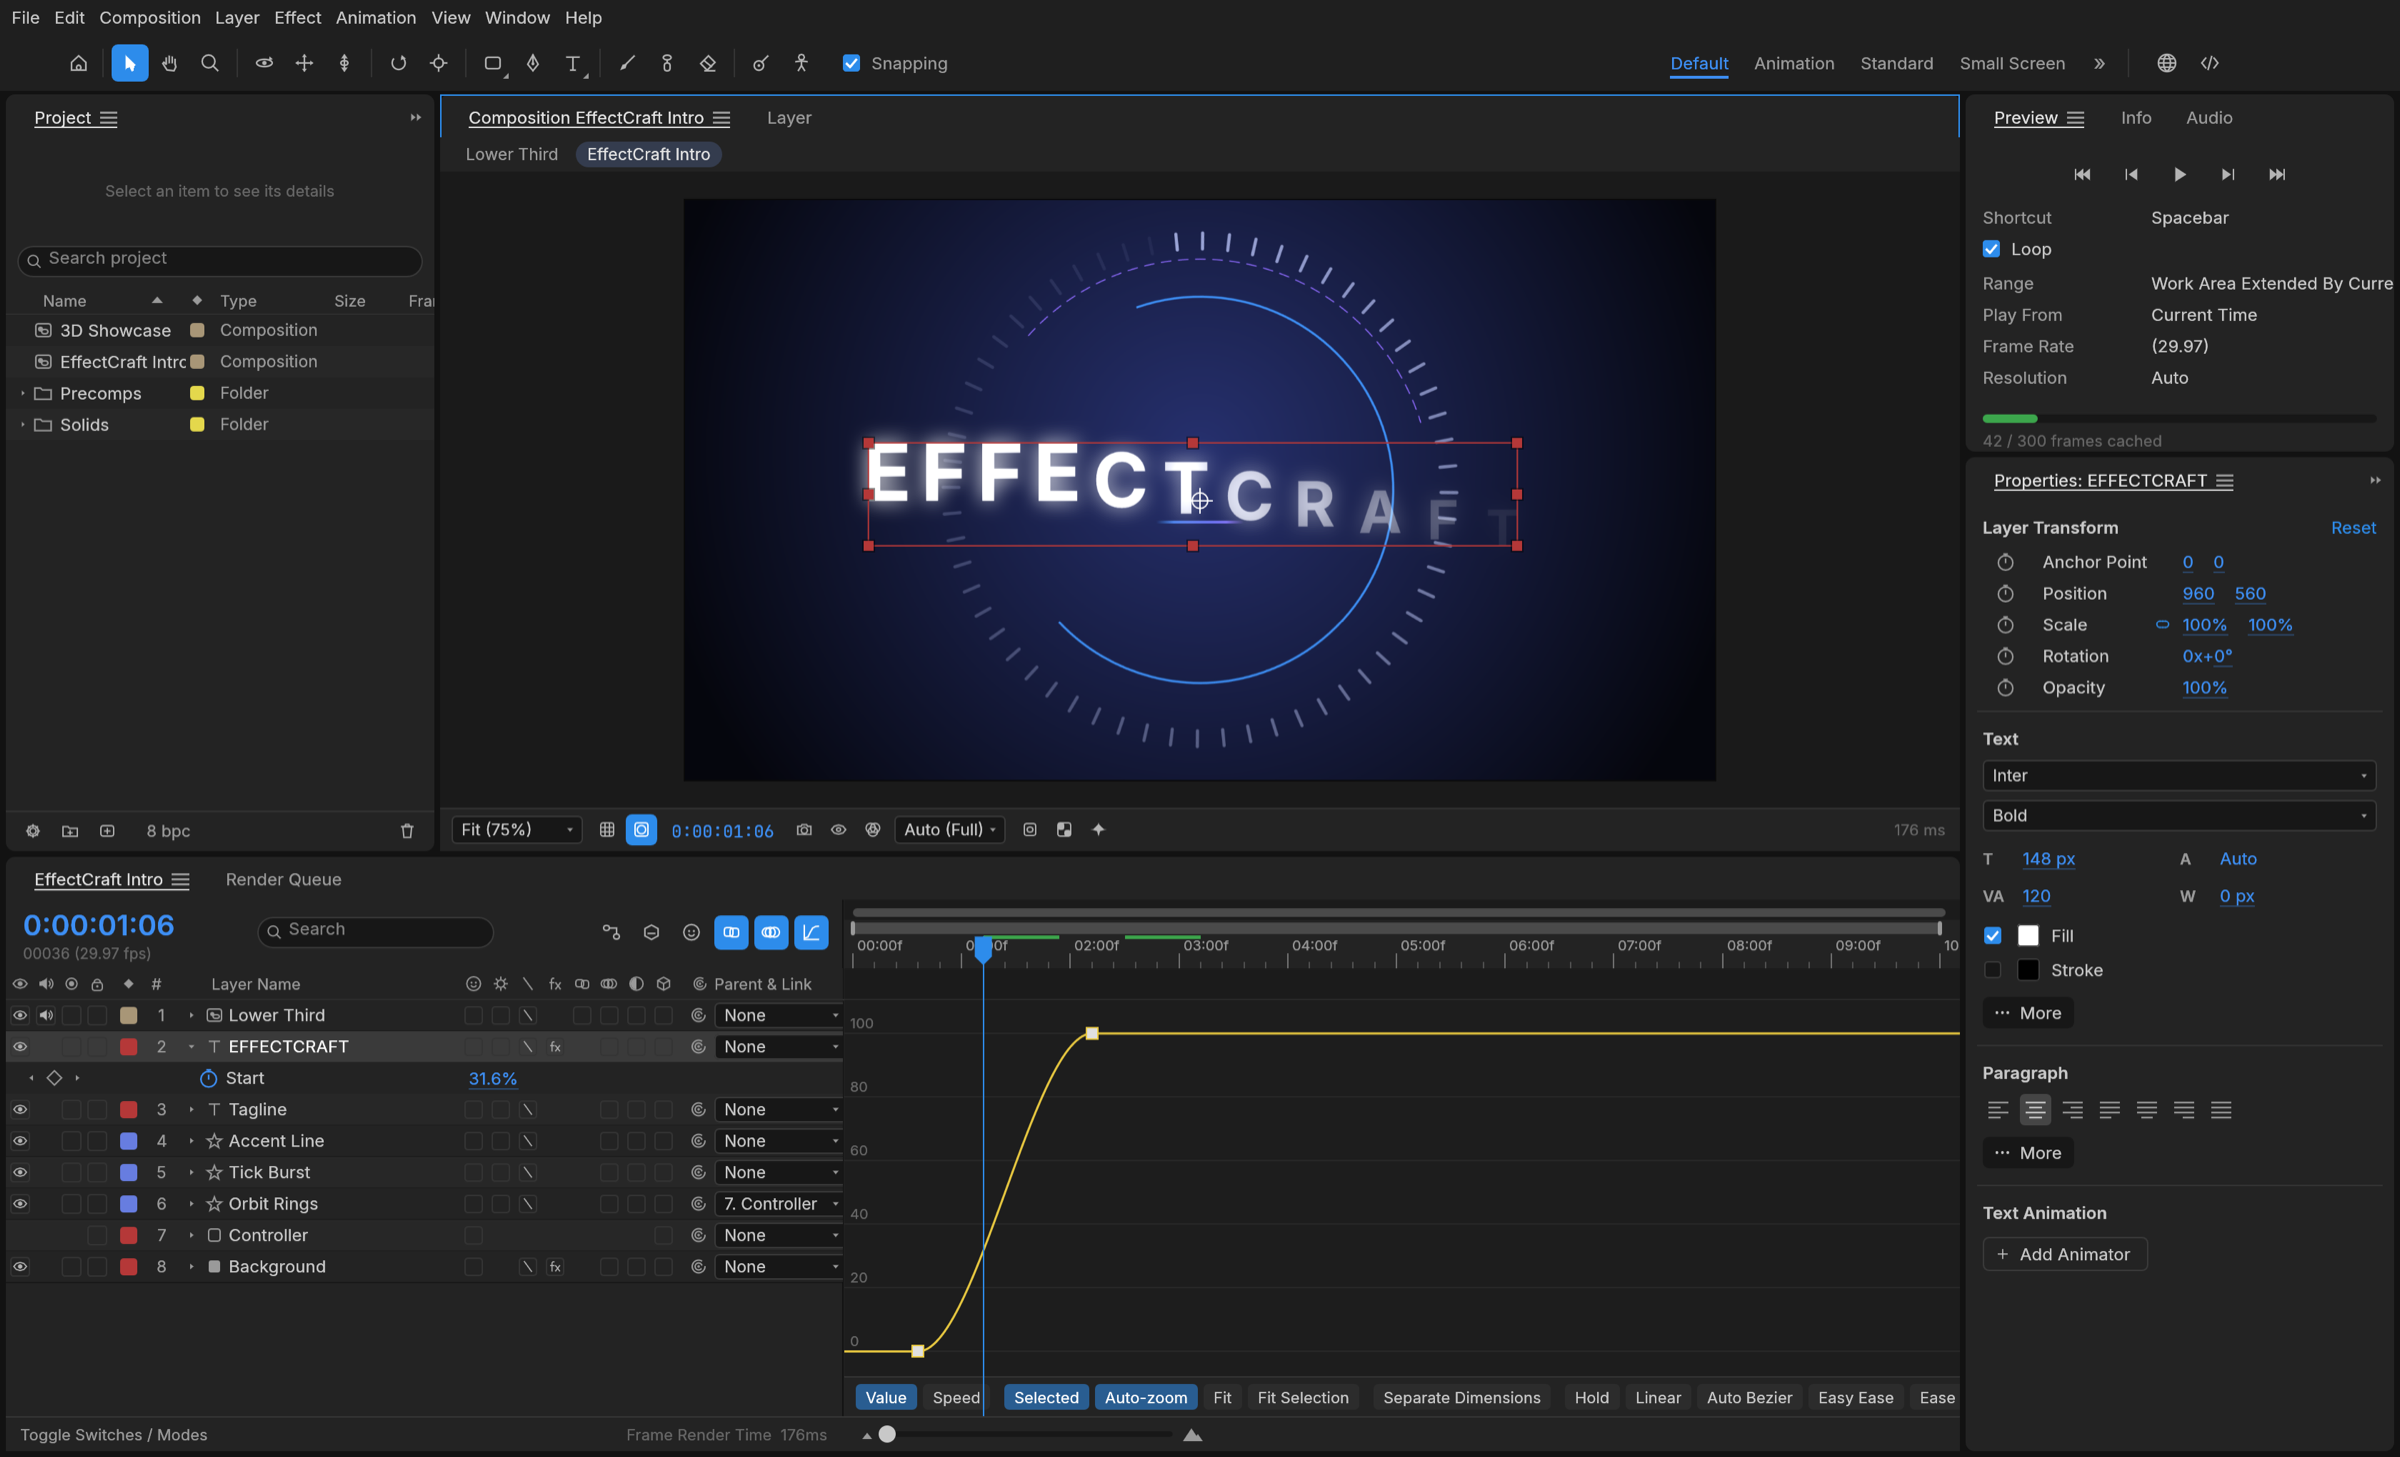 File Edit Composition Layer Effect Animation View Window Help
Snapping
Default Animation Standard Small Screen
Project
Select an item to see its details
Search project
Name Type Size Fra
3D Showcase Composition
EffectCraft Intro Composition
Precomps Folder
Solids Folder
8 bpc
Composition EffectCraft Intro Layer
Lower Third EffectCraft Intro
EFFECTCRAFT
Fit (75%) 0:00:01:06 Auto (Full) 176 ms
Preview Info Audio
Shortcut Spacebar
Loop
Range Work Area Extended By Curre
Play From Current Time
Frame Rate (29.97)
Resolution Auto
42 / 300 frames cached
Properties: EFFECTCRAFT
Layer Transform Reset
Anchor Point 0 0
Position 960 560
Scale 100% 100%
Rotation 0x+0°
Opacity 100%
Text
Inter
Bold
T 148 px A Auto
VA 120 W 0 px
Fill
Stroke
More
Paragraph
More
Text Animation
+ Add Animator
EffectCraft Intro Render Queue
0:00:01:06
00036 (29.97 fps)
Search
# Layer Name fx Parent & Link
1 Lower Third None
2 T EFFECTCRAFT fx None
Start 31.6%
3 T Tagline None
4 Accent Line None
5 Tick Burst None
6 Orbit Rings 7. Controller
7 Controller None
8 Background fx None
00:00f 02:00f 03:00f 04:00f 05:00f 06:00f 07:00f 08:00f 09:00f 10
100
80
60
40
20
0
Value Speed Selected Auto-zoom Fit Fit Selection Separate Dimensions Hold Linear Auto Bezier Easy Ease Ease
Toggle Switches / Modes Frame Render Time 176ms